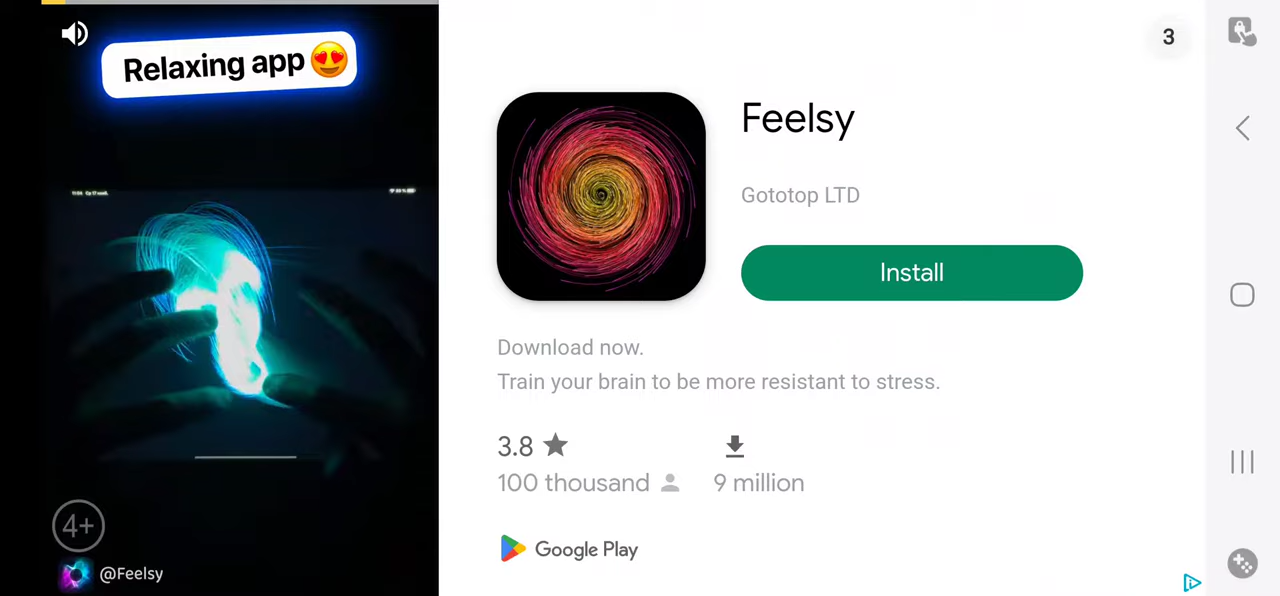 Relaxing app
4+
@Feelsy
3
Feelsy
Gototop LTD
Install
Download now.
Train your brain to be more resistant to stress.
3.8
100 thousand
9 million
Google Play